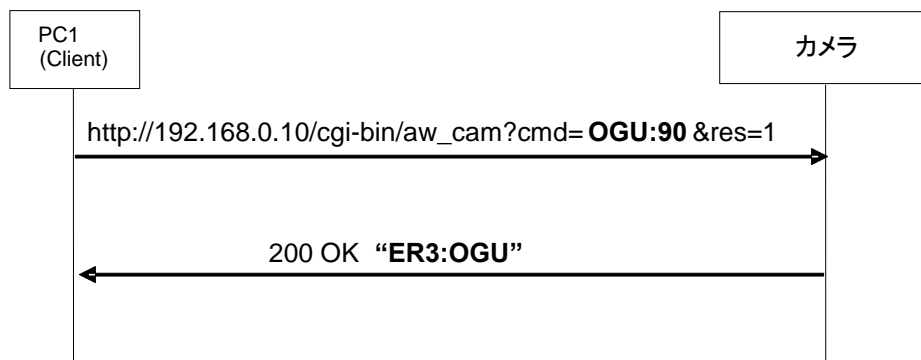 PC1
(Client)
カメラ
http://192.168.0.10/cgi-bin/aw_cam?cmd= OGU:90 &res=1
200 OK “ER3:OGU”